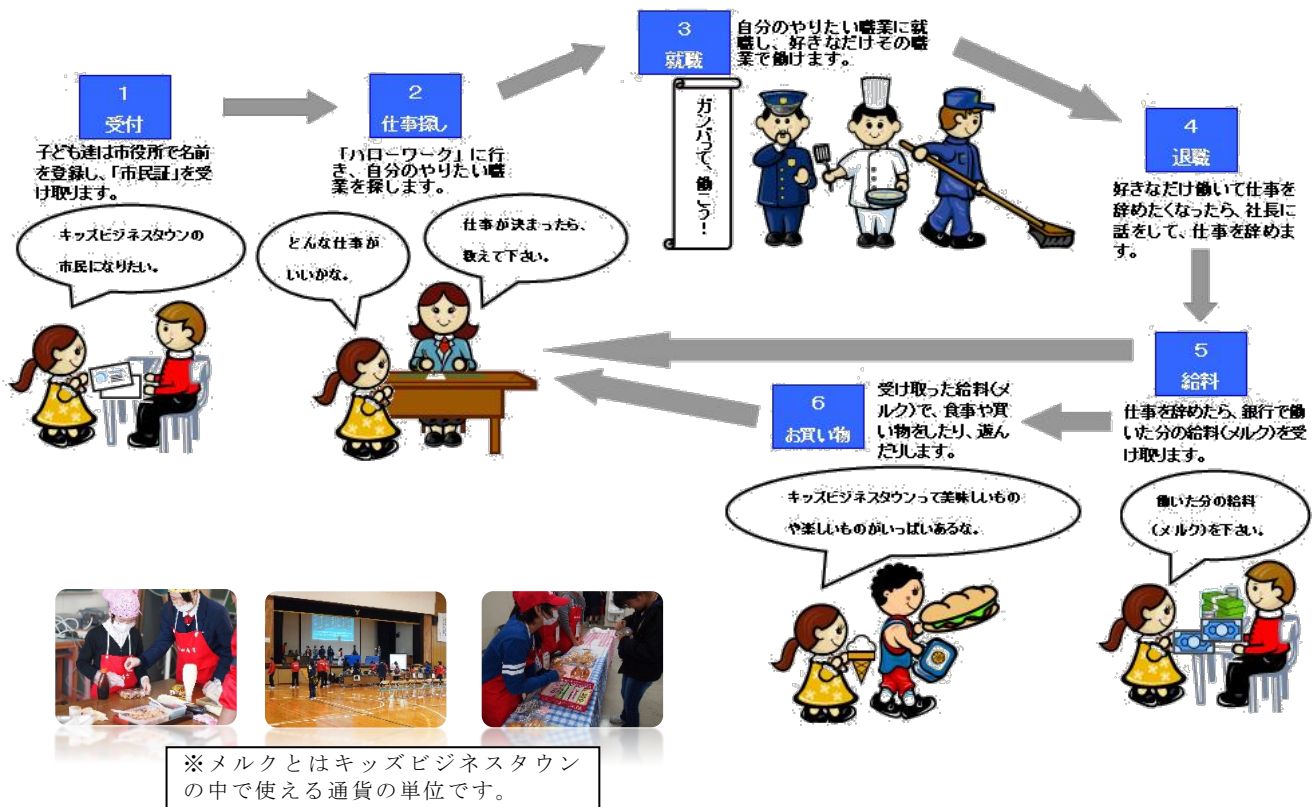 1
受付
子ども達は市役所で名前
を登録し、「市民証」を受
け取ります。
キッズビジネスタウンの
市民になりたい。
2
仕事探し
「ハローワーク」に行
き、自分のやりたい職
業を探します。
どんな仕事が
いいかな。
仕事が決まったら、
教えて下さい。
3
就職
自分のやりたい職業に就
職し、好きなだけその職
業で働けます。
ガンバって、働こう!
4
退職
好きなだけ働いて仕事を
辞めたくなったら、社長に
話をして、仕事を辞めま
す。
5
給料
仕事を辞めたら、銀行で働
いた分の給料(メルク)を受
け取ります。
働いた分の給料
(メルク)を下さい。
6
お買い物
受け取った給料(メ
ルク)で、食事や買
い物をしたり、遊ん
だりします。
キッズビジネスタウンって美味しいもの
や楽しいものがいっぱいあるな。
※メルクとはキッズビジネスタウン
の中で使える通貨の単位です。